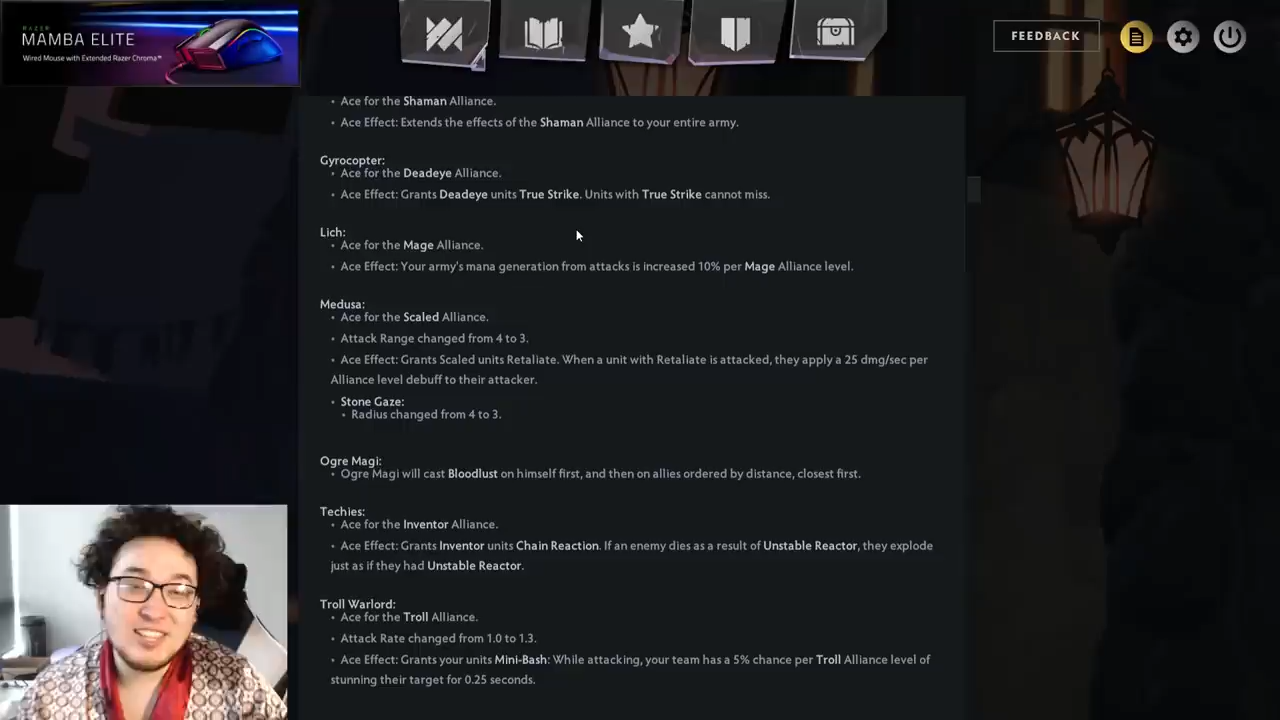 RAZER
MAMBA ELITE
Wired Mouse with Extended Razer Chroma™
FEEDBACK
• Ace for the Shaman Alliance.
• Ace Effect: Extends the effects of the Shaman Alliance to your entire army.
Gyrocopter:
• Ace for the Deadeye Alliance.
• Ace Effect: Grants Deadeye units True Strike. Units with True Strike cannot miss.
Lich:
• Ace for the Mage Alliance.
• Ace Effect: Your army's mana generation from attacks is increased 10% per Mage Alliance level.
Medusa:
• Ace for the Scaled Alliance.
• Attack Range changed from 4 to 3.
• Ace Effect: Grants Scaled units Retaliate. When a unit with Retaliate is attacked, they apply a 25 dmg/sec per
Alliance level debuff to their attacker.
• Stone Gaze:
• Radius changed from 4 to 3.
Ogre Magi:
• Ogre Magi will cast Bloodlust on himself first, and then on allies ordered by distance, closest first.
Techies:
• Ace for the Inventor Alliance.
• Ace Effect: Grants Inventor units Chain Reaction. If an enemy dies as a result of Unstable Reactor, they explode
just as if they had Unstable Reactor.
Troll Warlord:
• Ace for the Troll Alliance.
• Attack Rate changed from 1.0 to 1.3.
• Ace Effect: Grants your units Mini-Bash: While attacking, your team has a 5% chance per Troll Alliance level of
stunning their target for 0.25 seconds.